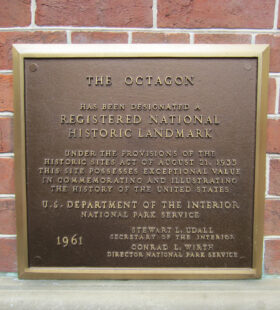 THE OCTAGON
HAS BEEN DESIGNATED A
REGISTERED NATIONAL
HISTORIC LANDMARK
UNDER THE PROVISIONS OF THE
HISTORIC SITES ACT OF AUGUST 21, 1935
THIS SITE POSSESSES EXCEPTIONAL VALUE
IN COMMEMORATING AND ILLUSTRATING
THE HISTORY OF THE UNITED STATES
U.S. DEPARTMENT OF THE INTERIOR
NATIONAL PARK SERVICE
STEWART L. UDALL
SECRETARY OF THE INTERIOR
1961
CONRAD L. WIRTH
DIRECTOR NATIONAL PARK SERVICE